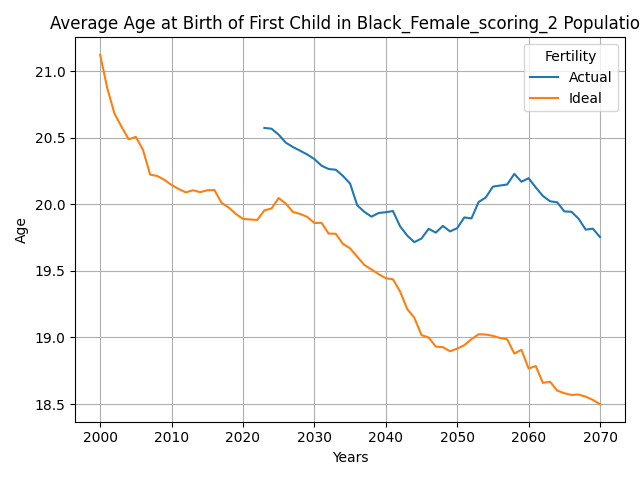 Average Age at Birth of First Child in Black_Female_scoring_2 Populatio
Fertility
Actual
Ideal
21.0
20.5
20.0
19.5
19.0
18.5
Age
2000
2010
2020
2030
2040
2050
2060
2070
Years